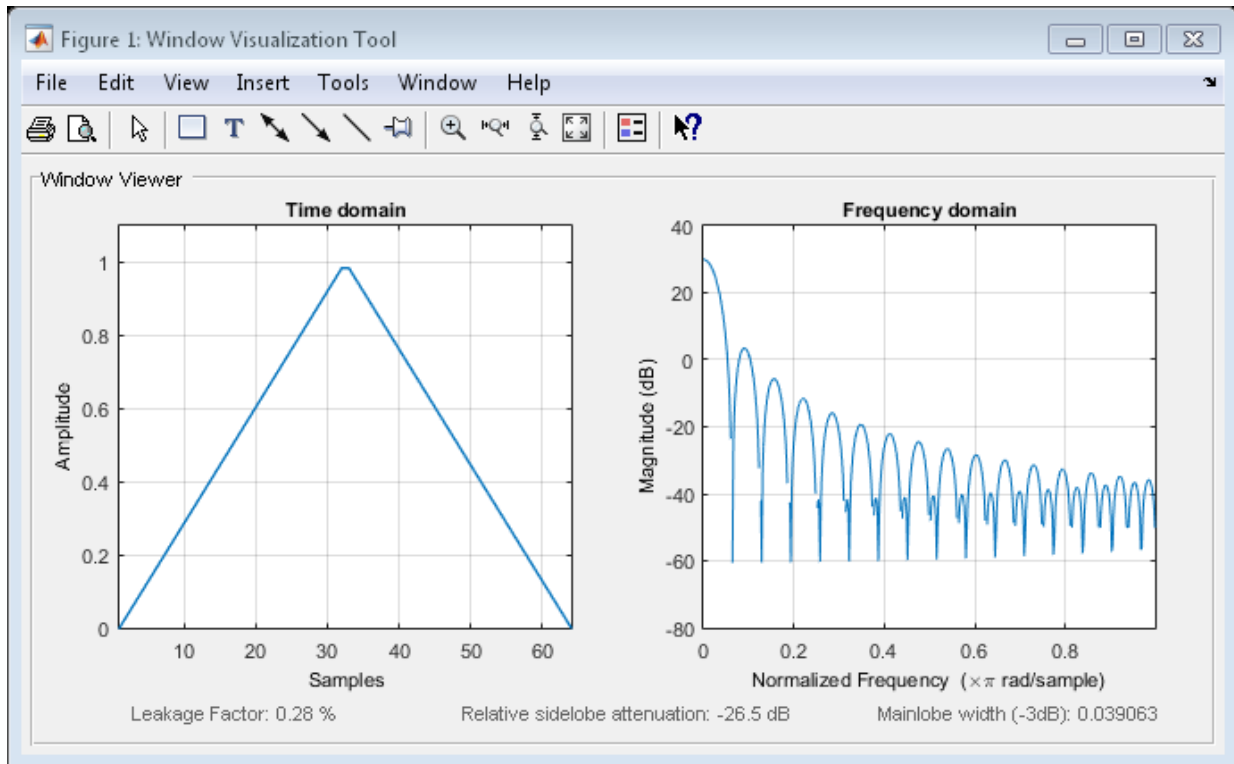 Figure 1: Window Visualization Tool
File Edit View Insert Tools Window Help
Window Viewer
Time domain
Amplitude
1
0.8
0.6
0.4
0.2
0
10 20 30 40 50 60
Samples
Frequency domain
Magnitude (dB)
40
20
0
-20
-40
-60
-80
0 0.2 0.4 0.6 0.8
Normalized Frequency (×π rad/sample)
Leakage Factor: 0.28 %
Relative sidelobe attenuation: -26.5 dB
Mainlobe width (-3dB): 0.039063